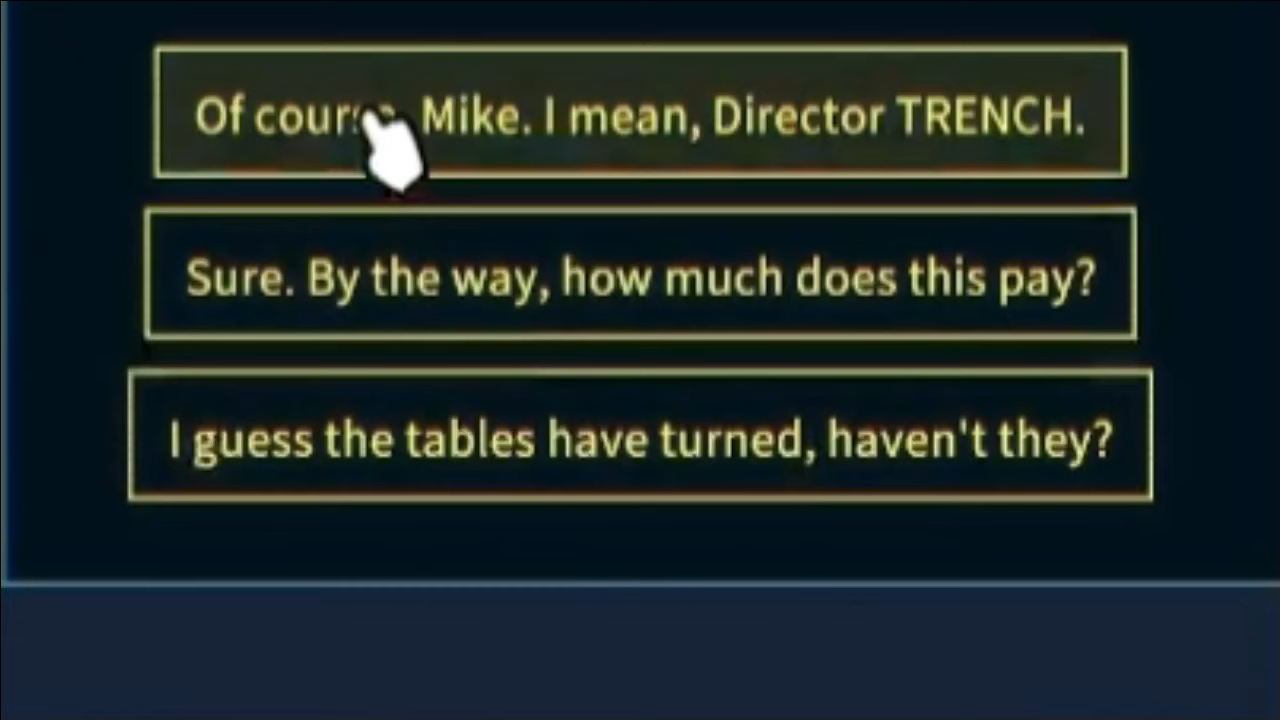 Of course, Mike. I mean, Director TRENCH.
Sure. By the way, how much does this pay?
I guess the tables have turned, haven't they?